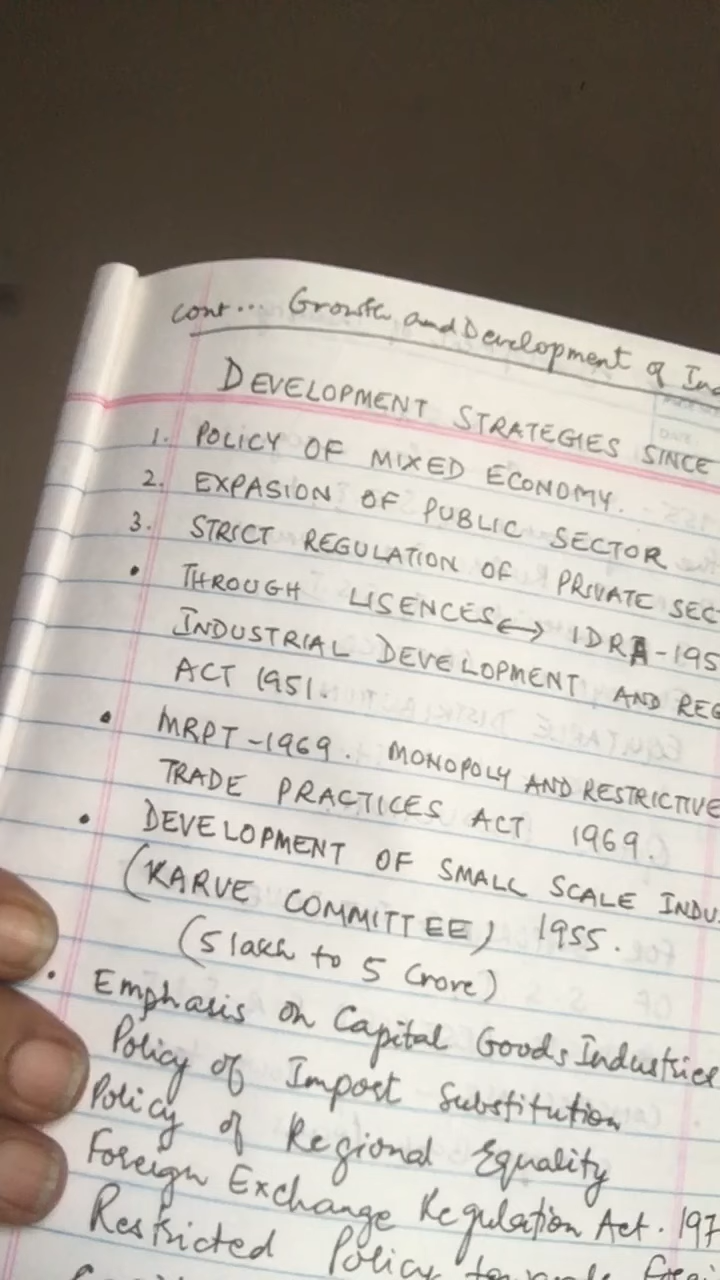 cont... Growth and Development of Ind
DEVELOPMENT STRATEGIES SINCE
1. POLICY OF MIXED ECONOMY.
2. EXPASION OF PUBLIC SECTOR
3. STRICT REGULATION OF PRIVATE SEC
• THROUGH LISENCES ↔ IDRA-195
INDUSTRIAL DEVELOPMENT AND REG
ACT 1951.
• MRPT-1969. MONOPOLY AND RESTRICTIVE
TRADE PRACTICES ACT 1969.
• DEVELOPMENT OF SMALL SCALE INDU
(KARVE COMMITTEE) 1955.
(5 lakh to 5 Crore)
• Emphasis on Capital Goods Industries
Policy of Import Substitution
Policy of Regional Equality
Foreign Exchange Regulation Act. 197
Restricted Policy